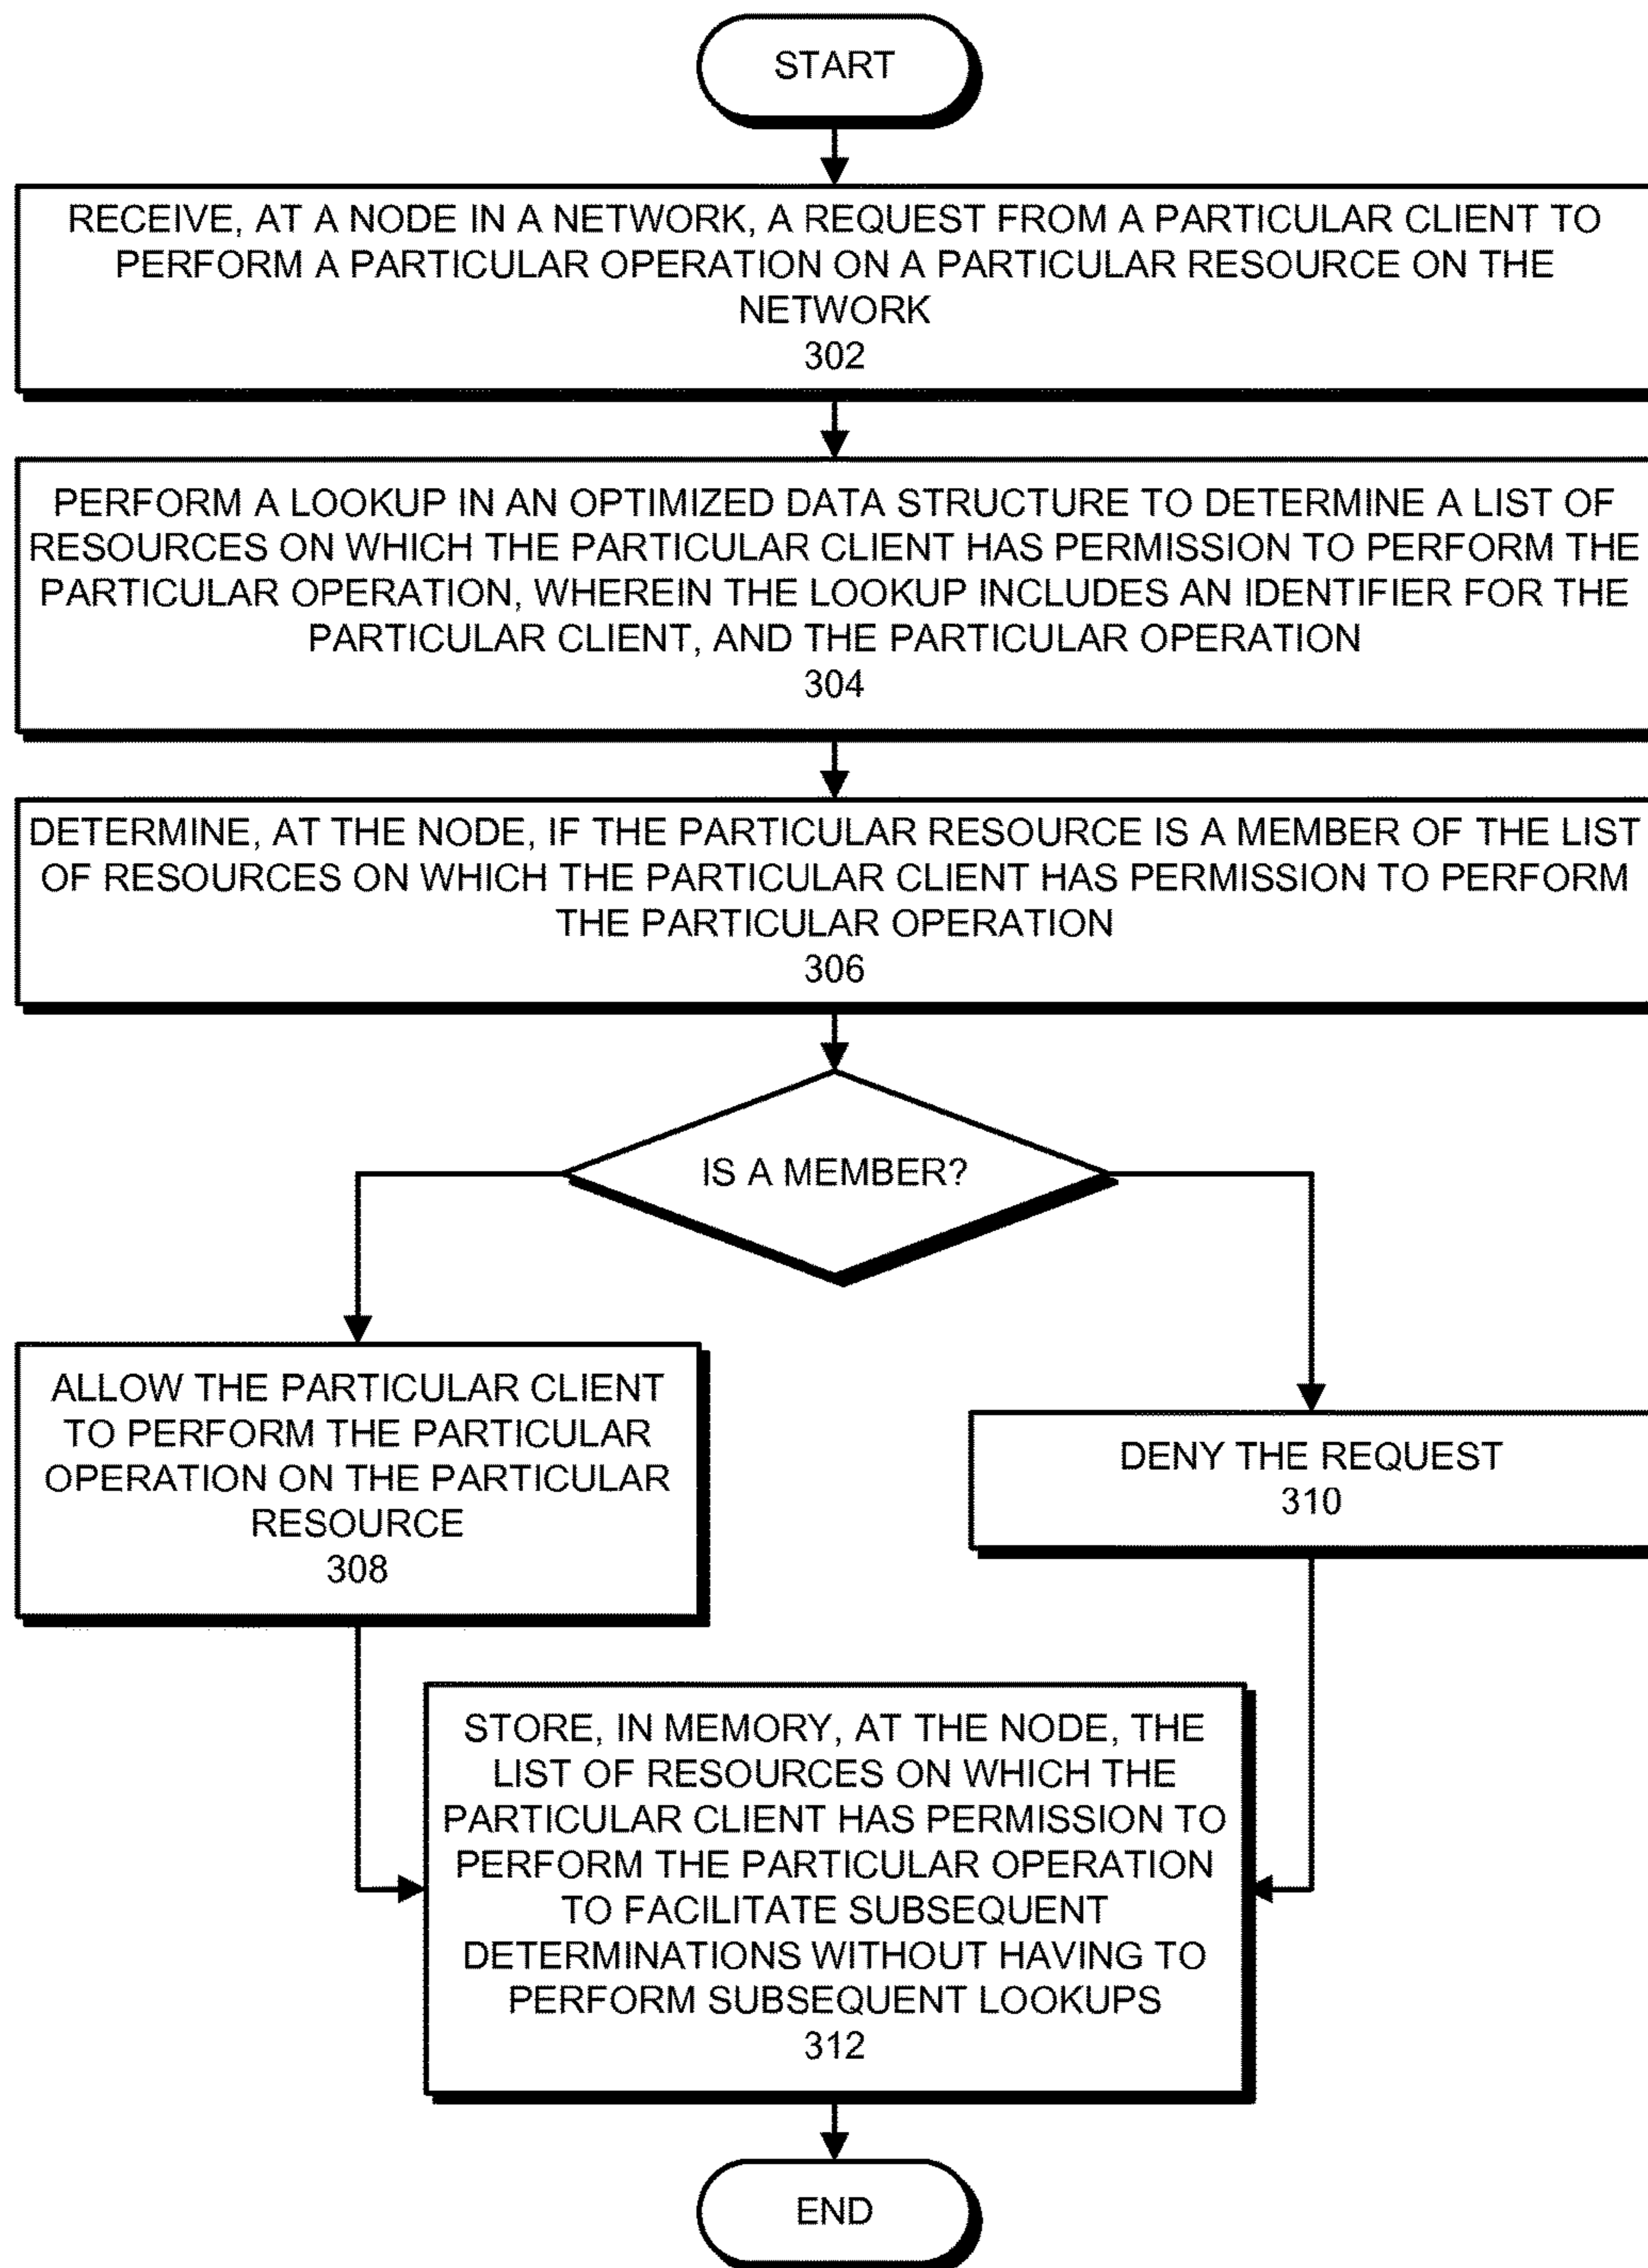 START
RECEIVE, AT A NODE IN A NETWORK, A REQUEST FROM A PARTICULAR CLIENT TO
PERFORM A PARTICULAR OPERATION ON A PARTICULAR RESOURCE ON THE
NETWORK
302
PERFORM A LOOKUP IN AN OPTIMIZED DATA STRUCTURE TO DETERMINE A LIST OF
RESOURCES ON WHICH THE PARTICULAR CLIENT HAS PERMISSION TO PERFORM THE
PARTICULAR OPERATION, WHEREIN THE LOOKUP INCLUDES AN IDENTIFIER FOR THE
PARTICULAR CLIENT, AND THE PARTICULAR OPERATION
304
DETERMINE, AT THE NODE, IF THE PARTICULAR RESOURCE IS A MEMBER OF THE LIST
OF RESOURCES ON WHICH THE PARTICULAR CLIENT HAS PERMISSION TO PERFORM
THE PARTICULAR OPERATION
306
IS A MEMBER?
ALLOW THE PARTICULAR CLIENT
TO PERFORM THE PARTICULAR
OPERATION ON THE PARTICULAR
RESOURCE
308
DENY THE REQUEST
310
STORE, IN MEMORY, AT THE NODE, THE
LIST OF RESOURCES ON WHICH THE
PARTICULAR CLIENT HAS PERMISSION TO
PERFORM THE PARTICULAR OPERATION
TO FACILITATE SUBSEQUENT
DETERMINATIONS WITHOUT HAVING TO
PERFORM SUBSEQUENT LOOKUPS
312
END